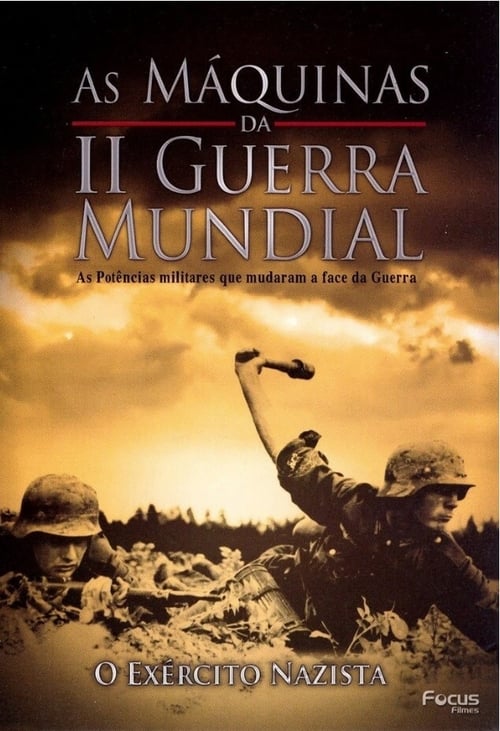 As Máquinas
da
II Guerra
Mundial
As Potências militares que mudaram a face da Guerra
O Exército Nazista
Focus
Filmes